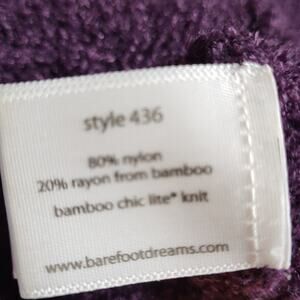 style 436
80% nylon
20% rayon from bamboo
bamboo chic lite® knit
www.barefootdreams.com